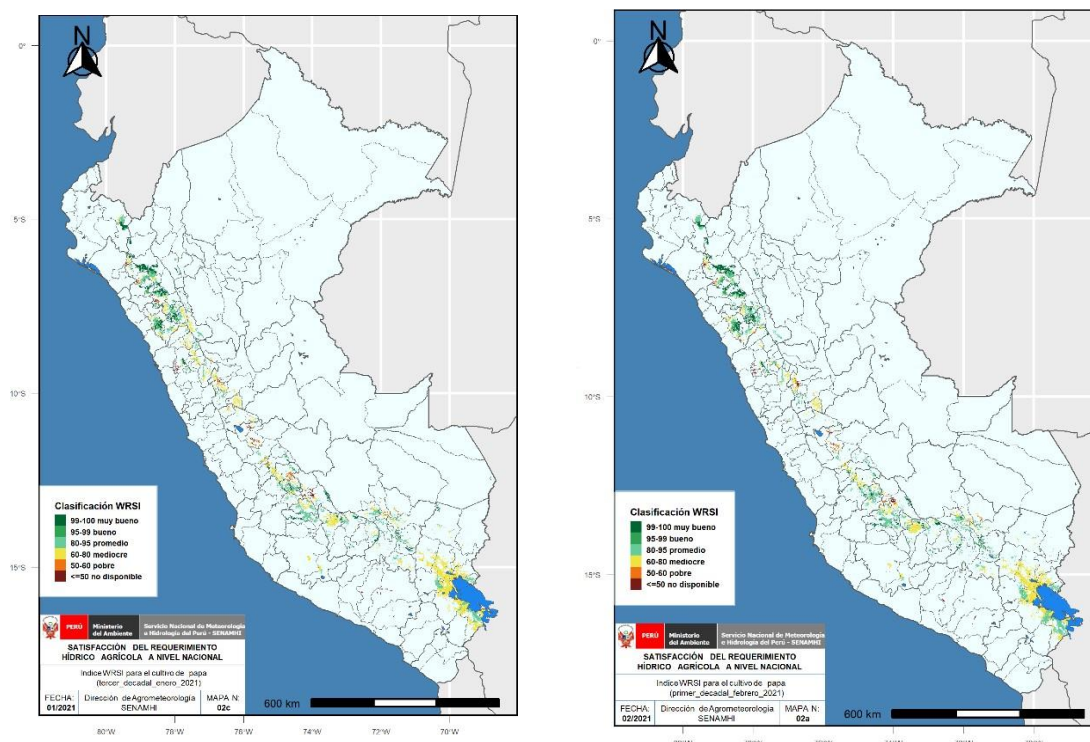 N
0°
5°S
10°S
15°S
Clasificación WRSI
99-100 muy bueno
95-99 bueno
80-95 promedio
60-80 mediocre
50-60 pobre
<=50 no disponible
PERÚ
Ministerio
del Ambiente
Servicio Nacional de Meteorología
e Hidrología del Perú - SENAMHI
SATISFACCIÓN DEL REQUERIMIENTO
HÍDRICO AGRÍCOLA A NIVEL NACIONAL
Indice WRSI para el cultivo de papa
(tercer_decadal_enero_2021)
FECHA:
01/2021
Dirección de Agrometeorología
SENAMHI
MAPA N:
02c
600 km
80°W
78°W
76°W
74°W
72°W
70°W
N
0°
5°S
10°S
15°S
Clasificación WRSI
99-100 muy bueno
95-99 bueno
80-95 promedio
60-80 mediocre
50-60 pobre
<=50 no disponible
PERÚ
Ministerio
del Ambiente
Servicio Nacional de Meteorología
e Hidrología del Perú - SENAMHI
SATISFACCIÓN DEL REQUERIMIENTO
HÍDRICO AGRÍCOLA A NIVEL NACIONAL
Indice WRSI para el cultivo de papa
(primer_decadal_febrero_2021)
FECHA:
02/2021
Dirección de Agrometeorología
SENAMHI
MAPA N:
02a
600 km